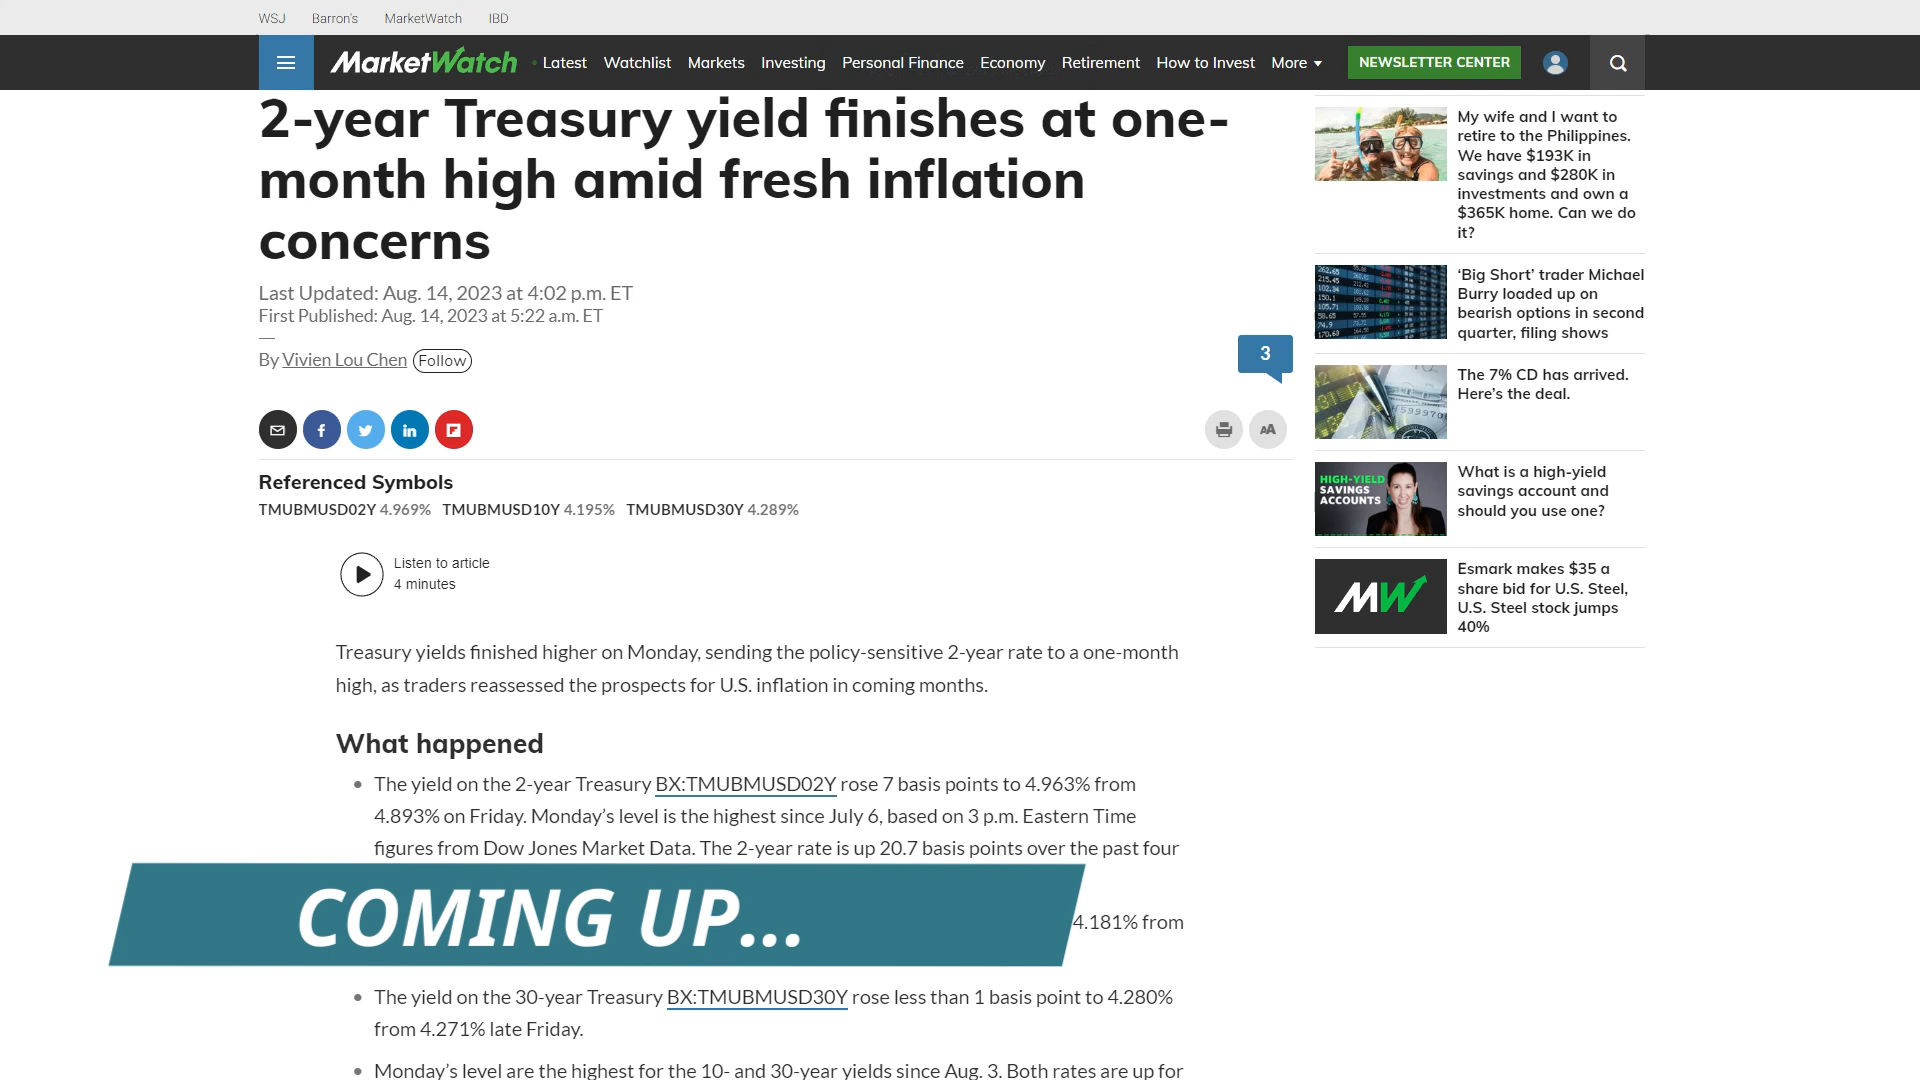 WSJ Barron's MarketWatch IBD
MarketWatch Latest Watchlist Markets Investing Personal Finance Economy Retirement How to Invest More NEWSLETTER CENTER
2-year Treasury yield finishes at one-
month high amid fresh inflation
concerns
Last Updated: Aug. 14, 2023 at 4:02 p.m. ET
First Published: Aug. 14, 2023 at 5:22 a.m. ET
By Vivien Lou Chen Follow
3
AA
Referenced Symbols
TMUBMUSD02Y 4.969% TMUBMUSD10Y 4.195% TMUBMUSD30Y 4.289%
Listen to article
4 minutes
Treasury yields finished higher on Monday, sending the policy-sensitive 2-year rate to a one-month
high, as traders reassessed the prospects for U.S. inflation in coming months.
What happened
• The yield on the 2-year Treasury BX:TMUBMUSD02Y rose 7 basis points to 4.963% from
4.893% on Friday. Monday’s level is the highest since July 6, based on 3 p.m. Eastern Time
figures from Dow Jones Market Data. The 2-year rate is up 20.7 basis points over the past four
COMING UP...
4.181% from
• The yield on the 30-year Treasury BX:TMUBMUSD30Y rose less than 1 basis point to 4.280%
from 4.271% late Friday.
• Monday’s level are the highest for the 10- and 30-year yields since Aug. 3. Both rates are up for
My wife and I want to
retire to the Philippines.
We have $193K in
savings and $280K in
investments and own a
$365K home. Can we do
it?
‘Big Short’ trader Michael
Burry loaded up on
bearish options in second
quarter, filing shows
The 7% CD has arrived.
Here’s the deal.
HIGH-YIELD
SAVINGS
ACCOUNTS
What is a high-yield
savings account and
should you use one?
MW
Esmark makes $35 a
share bid for U.S. Steel,
U.S. Steel stock jumps
40%